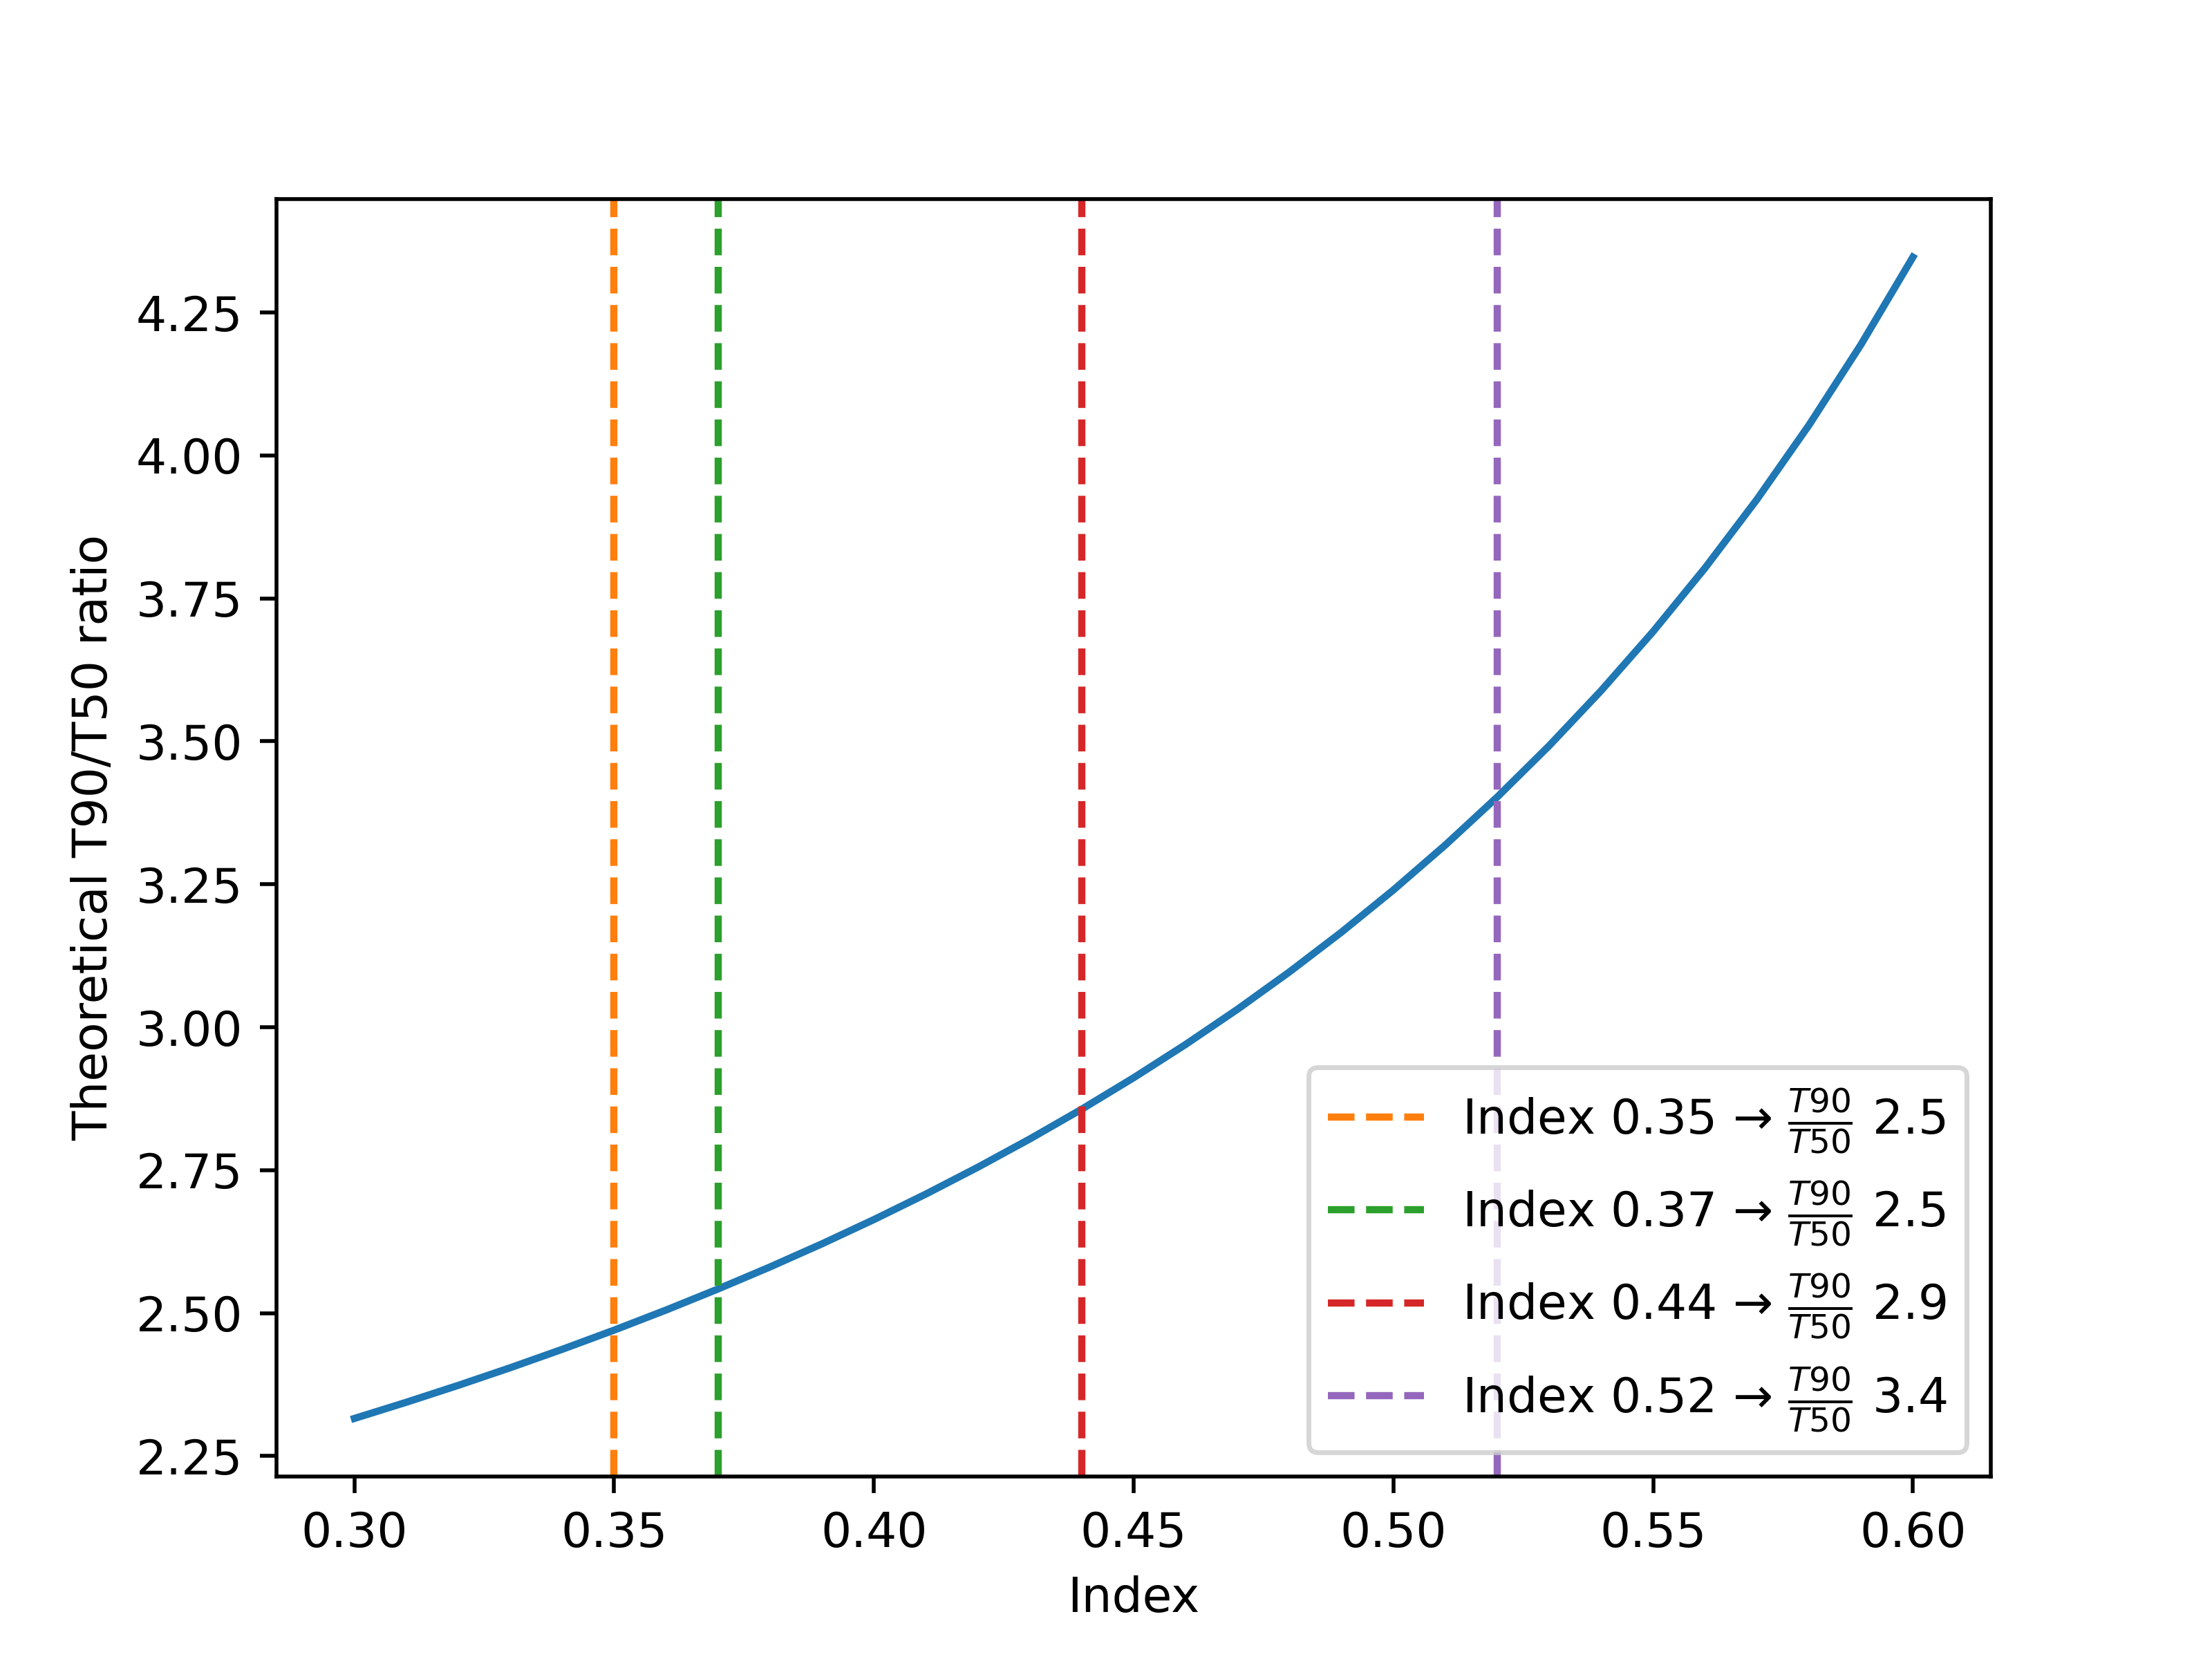 Theoretical T90/T50 ratio
4.25
4.00
3.75
3.50
3.25
3.00
2.75
2.50
2.25
Index 0.35 → T90/T50 2.5
Index 0.37 → T90/T50 2.5
Index 0.44 → T90/T50 2.9
Index 0.52 → T90/T50 3.4
0.30 0.35 0.40 0.45 0.50 0.55 0.60
Index